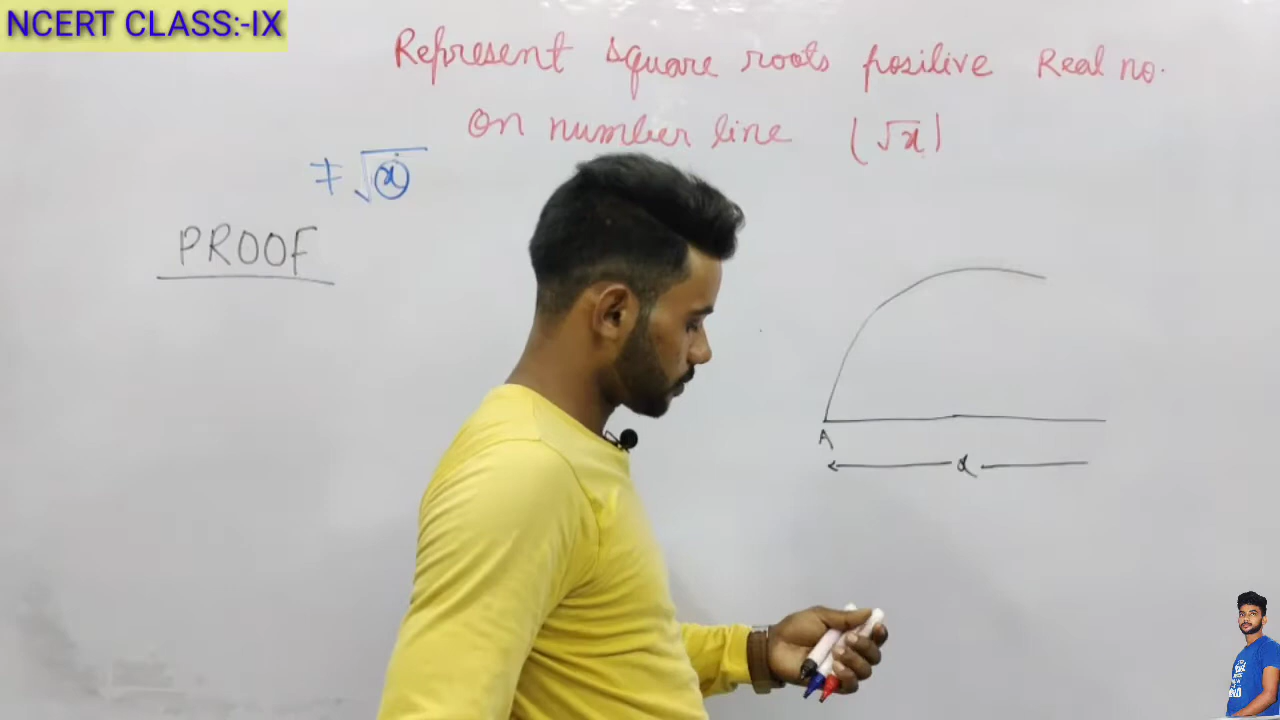 NCERT CLASS:-IX
Represent square roots positive Real no.
on number line (√x)
√x
PROOF
A
x